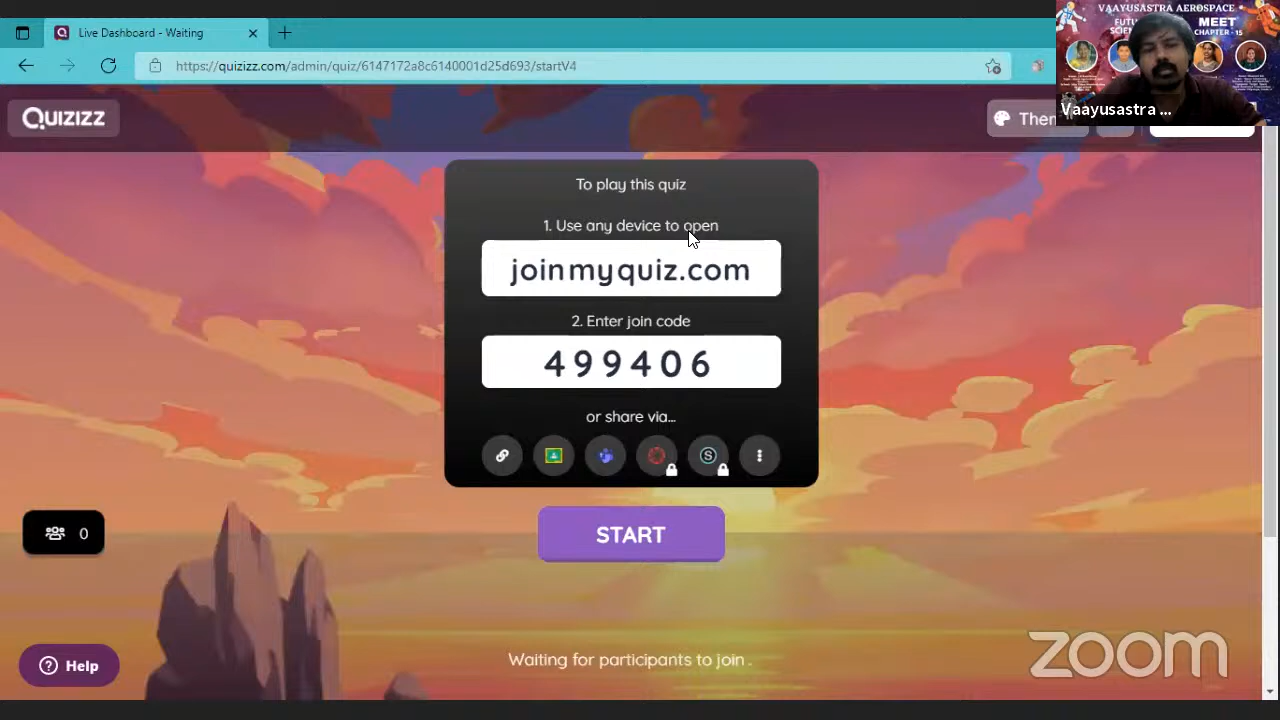 Live Dashboard - Waiting
https://quizizz.com/admin/quiz/6147172a8c6140001d25d693/startV4
VAAYUSASTRA AEROSPACE
MEET
CHAPTER - 15
Vaayusastra ...
QUIZIZZ
Them
To play this quiz
1. Use any device to open
joinmyquiz.com
2. Enter join code
499406
or share via...
0
START
Help
Waiting for participants to join .
zoom